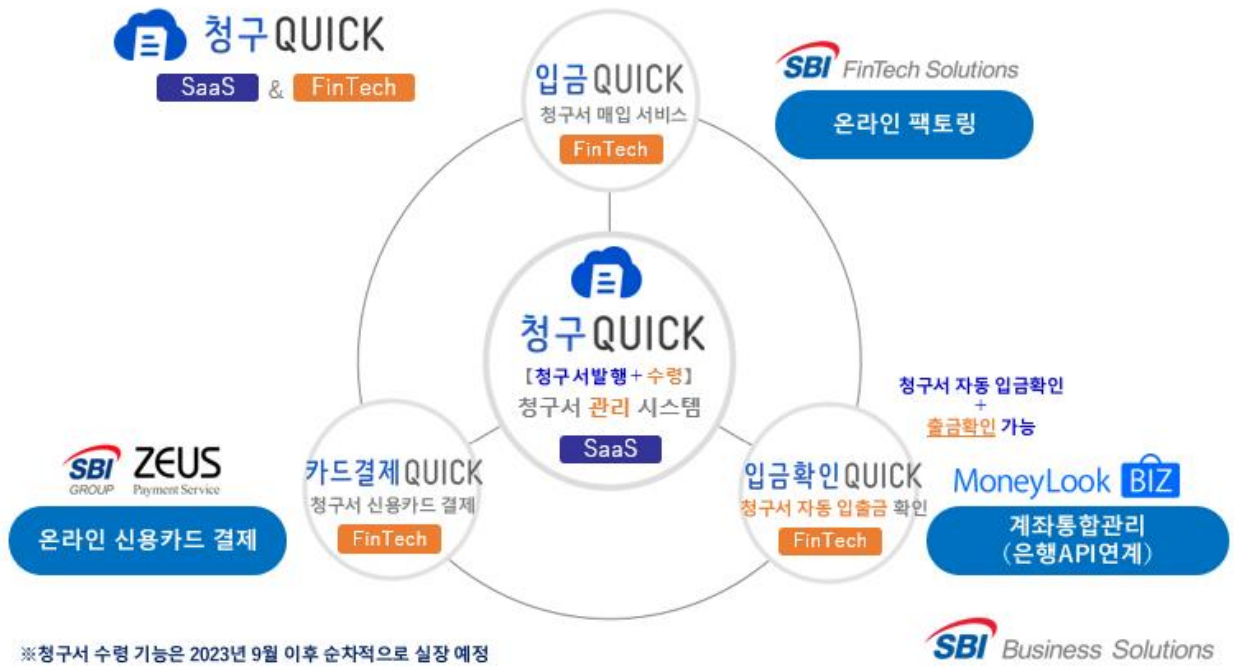 청구QUICK
SaaS & FinTech
입금QUICK
청구서 매입 서비스
FinTech
SBI FinTech Solutions
온라인 팩토링
청구QUICK
【청구서발행+수령】
청구서 관리 시스템
SaaS
청구서 자동 입금확인
+
출금확인 가능
SBI
GROUP
ZEUS
Payment Service
온라인 신용카드 결제
카드결제QUICK
청구서 신용카드 결제
FinTech
입금확인QUICK
청구서 자동 입출금 확인
FinTech
MoneyLook BIZ
계좌통합관리
(은행API연계)
※청구서 수령 기능은 2023년 9월 이후 순차적으로 실장 예정
SBI Business Solutions